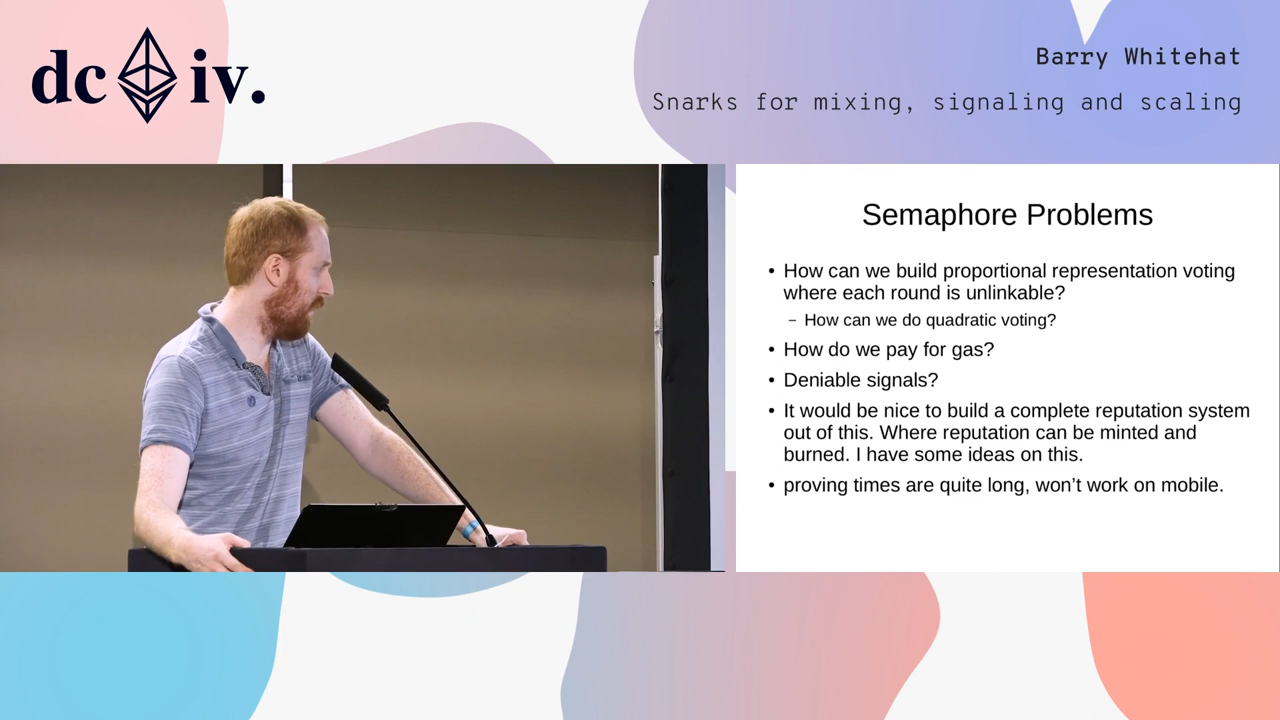 dc iv.
Barry Whitehat
Snarks for mixing, signaling and scaling
Semaphore Problems
• How can we build proportional representation voting
where each round is unlinkable?
– How can we do quadratic voting?
• How do we pay for gas?
• Deniable signals?
• It would be nice to build a complete reputation system
out of this. Where reputation can be minted and
burned. I have some ideas on this.
• proving times are quite long, won’t work on mobile.